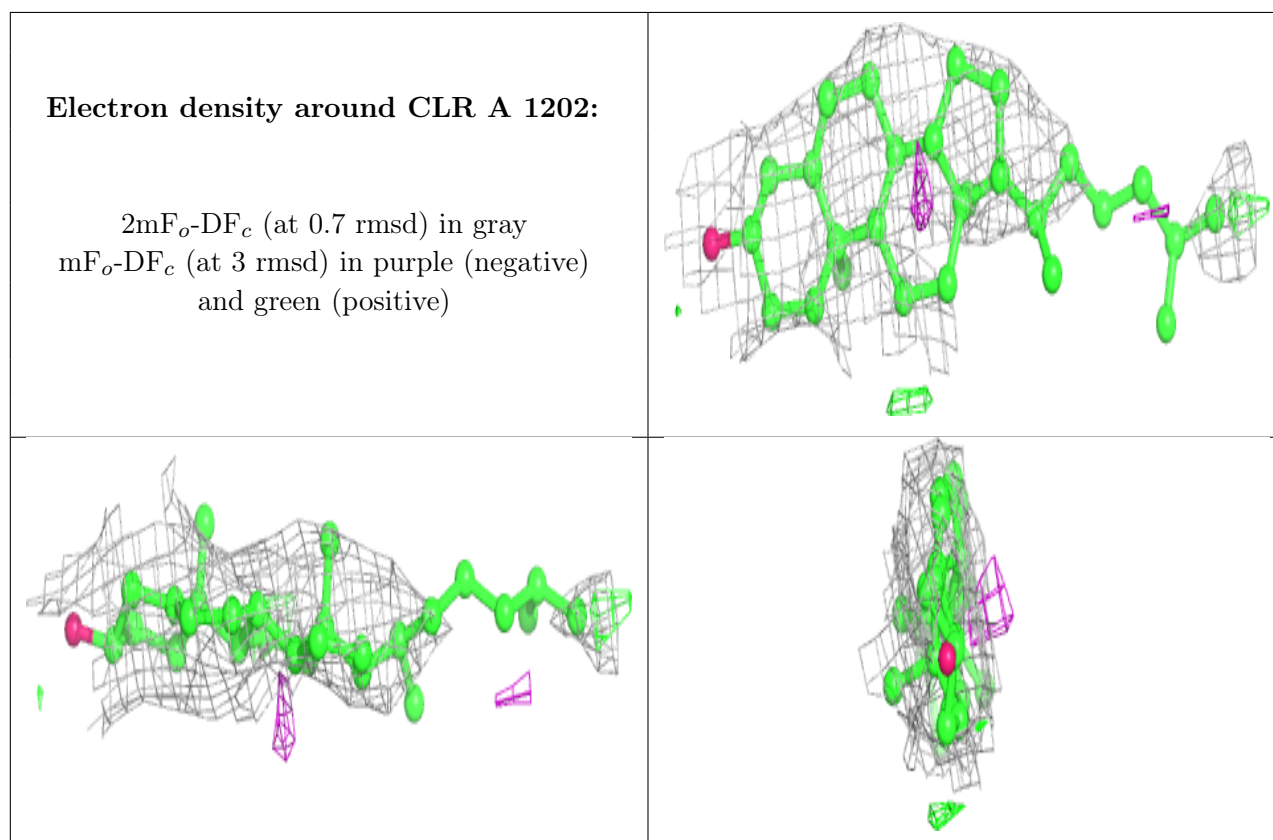 Electron density around CLR A 1202:
2mFo-DFc (at 0.7 rmsd) in gray
mFo-DFc (at 3 rmsd) in purple (negative)
and green (positive)